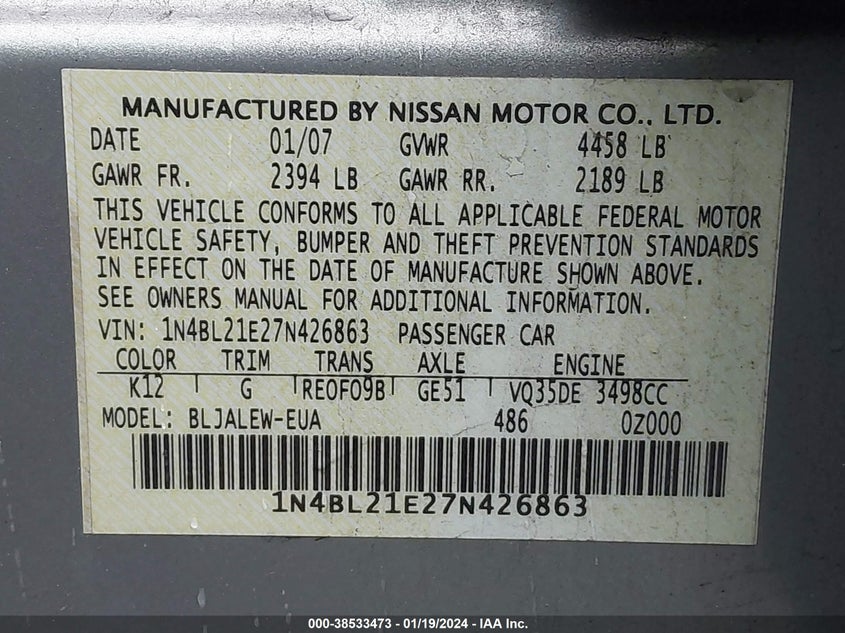 MANUFACTURED BY NISSAN MOTOR CO., LTD.
DATE 01/07 GVWR 4458 LB
GAWR FR. 2394 LB GAWR RR. 2189 LB
THIS VEHICLE CONFORMS TO ALL APPLICABLE FEDERAL MOTOR
VEHICLE SAFETY, BUMPER AND THEFT PREVENTION STANDARDS
IN EFFECT ON THE DATE OF MANUFACTURE SHOWN ABOVE.
SEE OWNERS MANUAL FOR ADDITIONAL INFORMATION.
VIN: 1N4BL21E27N426863 PASSENGER CAR
COLOR TRIM TRANS AXLE ENGINE
K12 G RE0F09B GE51 VQ35DE 3498CC
MODEL: BLJALEW-EUA 486 0Z000
1N4BL21E27N426863
000-38533473 - 01/19/2024 - IAA Inc.